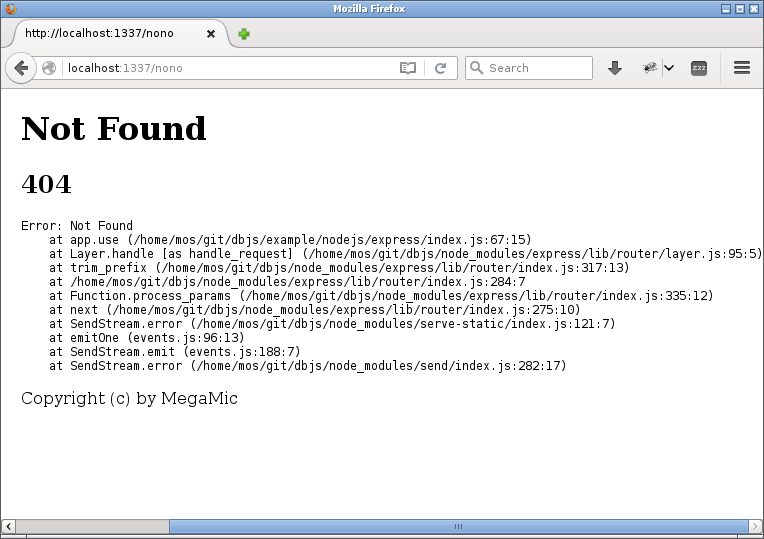 Mozilla Firefox
http://localhost:1337/nono
localhost:1337/nono
Search
zzz
Not Found
404
Error: Not Found
    at app.use (/home/mos/git/dbjs/example/nodejs/express/index.js:67:15)
    at Layer.handle [as handle_request] (/home/mos/git/dbjs/node_modules/express/lib/router/layer.js:95:5)
    at trim_prefix (/home/mos/git/dbjs/node_modules/express/lib/router/index.js:317:13)
    at /home/mos/git/dbjs/node_modules/express/lib/router/index.js:284:7
    at Function.process_params (/home/mos/git/dbjs/node_modules/express/lib/router/index.js:335:12)
    at next (/home/mos/git/dbjs/node_modules/express/lib/router/index.js:275:10)
    at SendStream.error (/home/mos/git/dbjs/node_modules/serve-static/index.js:121:7)
    at emitOne (events.js:96:13)
    at SendStream.emit (events.js:188:7)
    at SendStream.error (/home/mos/git/dbjs/node_modules/send/index.js:282:17)
Copyright (c) by MegaMic